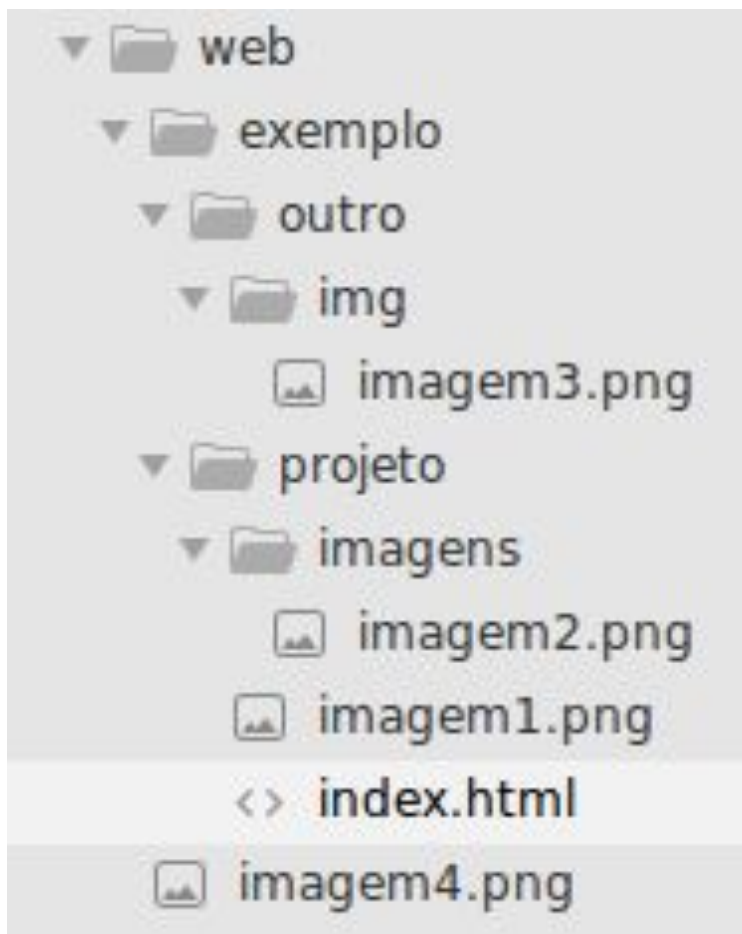 web
exemplo
outro
img
imagem3.png
projeto
imagens
imagem2.png
imagem1.png
index.html
imagem4.png